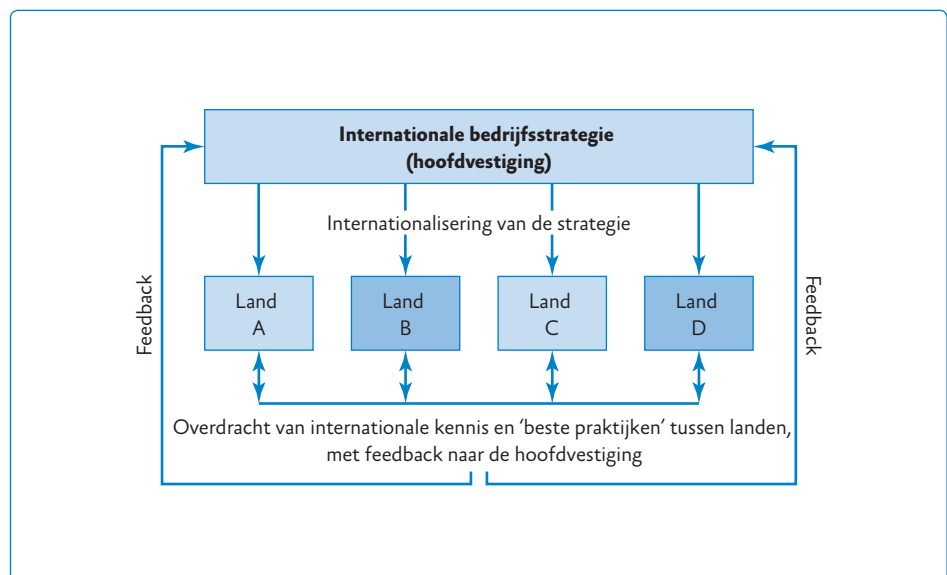 Internationale bedrijfsstrategie
(hoofdvestiging)
Internationalisering van de strategie
Feedback
Land
A
Land
B
Land
C
Land
D
Feedback
Overdracht van internationale kennis en ‘beste praktijken’ tussen landen,
met feedback naar de hoofdvestiging